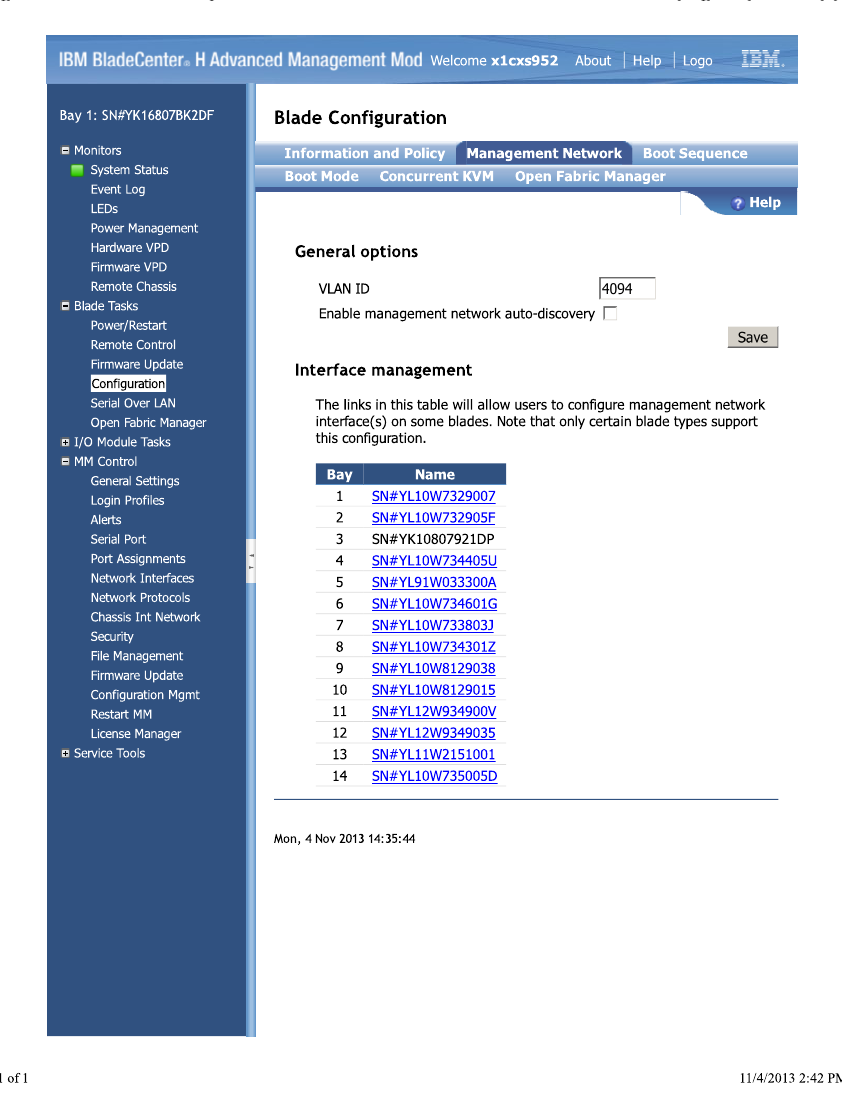 IBM BladeCenter® H Advanced Management Mod Welcome x1cxs952 About | Help | Logo IBM.
Bay 1: SN#YK16807BK2DF
Monitors
System Status
Event Log
LEDs
Power Management
Hardware VPD
Firmware VPD
Remote Chassis
Blade Tasks
Power/Restart
Remote Control
Firmware Update
Configuration
Serial Over LAN
Open Fabric Manager
I/O Module Tasks
MM Control
General Settings
Login Profiles
Alerts
Serial Port
Port Assignments
Network Interfaces
Network Protocols
Chassis Int Network
Security
File Management
Firmware Update
Configuration Mgmt
Restart MM
License Manager
Service Tools
Blade Configuration
Information and Policy Management Network Boot Sequence
Boot Mode Concurrent KVM Open Fabric Manager
? Help
General options
VLAN ID 4094
Enable management network auto-discovery
Save
Interface management
The links in this table will allow users to configure management network
interface(s) on some blades. Note that only certain blade types support
this configuration.
Bay Name
1 SN#YL10W7329007
2 SN#YL10W732905F
3 SN#YK10807921DP
4 SN#YL10W734405U
5 SN#YL91W033300A
6 SN#YL10W734601G
7 SN#YL10W733803J
8 SN#YL10W734301Z
9 SN#YL10W8129038
10 SN#YL10W8129015
11 SN#YL12W934900V
12 SN#YL12W9349035
13 SN#YL11W2151001
14 SN#YL10W735005D
Mon, 4 Nov 2013 14:35:44
1 of 1 11/4/2013 2:42 PM